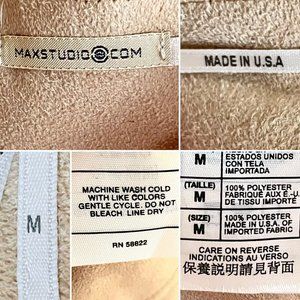 MAXSTUDIO.COM
MADE IN U.S.A
M
MACHINE WASH COLD
WITH LIKE COLORS
GENTLE CYCLE. DO NOT
BLEACH LINE DRY
RN 58822
M
HECHO EN
ESTADOS UNIDOS
CON TELA
IMPORTADA
(TAILLE)
M
100% POLYESTER
FABRIQUÉ AUX É.-U.
DE TISSU IMPORTÉ
(SIZE)
M
100% POLYESTER
MADE IN U.S.A. OF
IMPORTED FABRIC
CARE ON REVERSE
INDICATIONS AU VERSO
保養說明請見背面